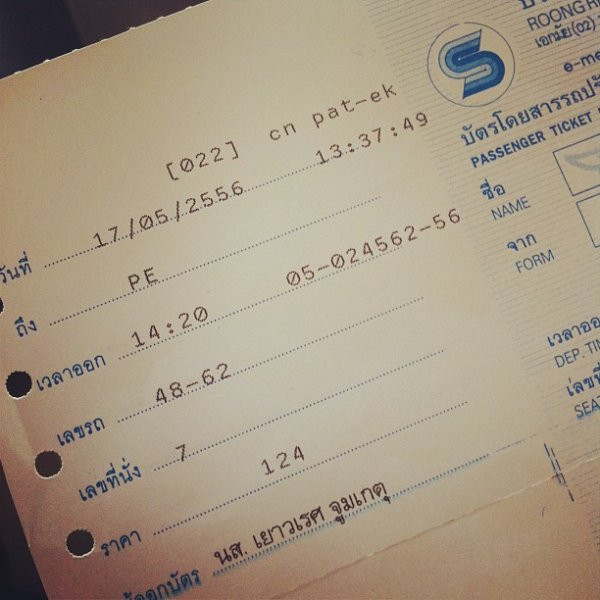 [022] cn pat-ek
วันที่ 17/05/2556 13:37:49
ถึง PE
เวลาออก 14:20 05-024562-56
เลขรถ 48-62
เลขที่นั่ง 7
ราคา 124
นส. เยาวเรศ จูมเกตุ
เอกมัย(02)
บัตรโดยสารรถปรั
PASSENGER TICKET
ชื่อ
NAME
จาก
FORM
เวลาออ
DEP. TIM
เลขที่
SEA